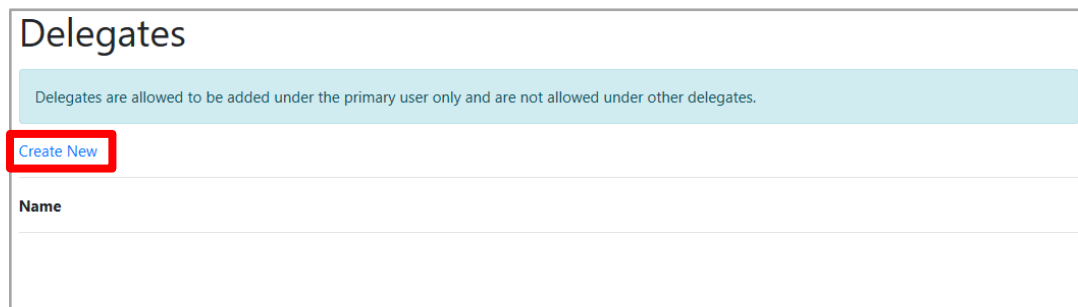 Delegates
Delegates are allowed to be added under the primary user only and are not allowed under other delegates.
Create New
Name